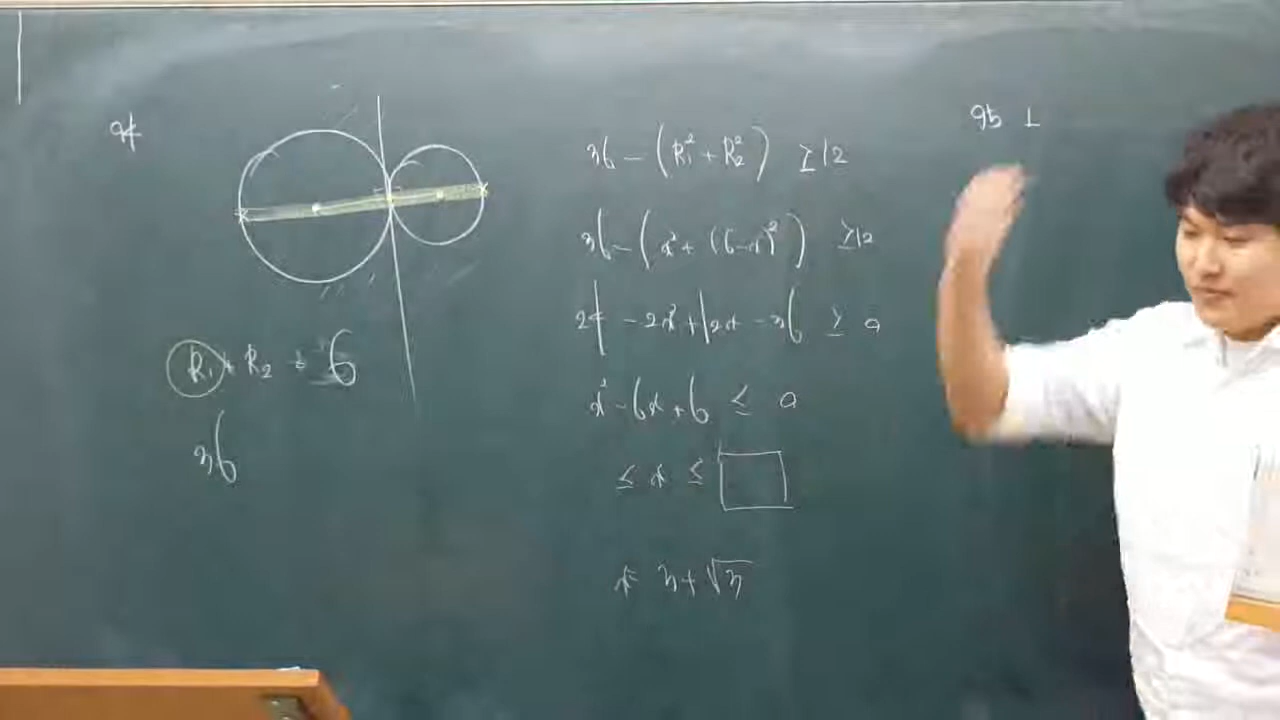 94
R₁ + R₂ = 6
36
36 - (R₁² + R₂²) ≥ 12
36 - (x² + (6-x)²) ≥ 12
24 - 2x² + 12x - 36 ≥ 0
x² - 6x + 6 ≤ 0
≤ x ≤
x = 3 + √3
95 1